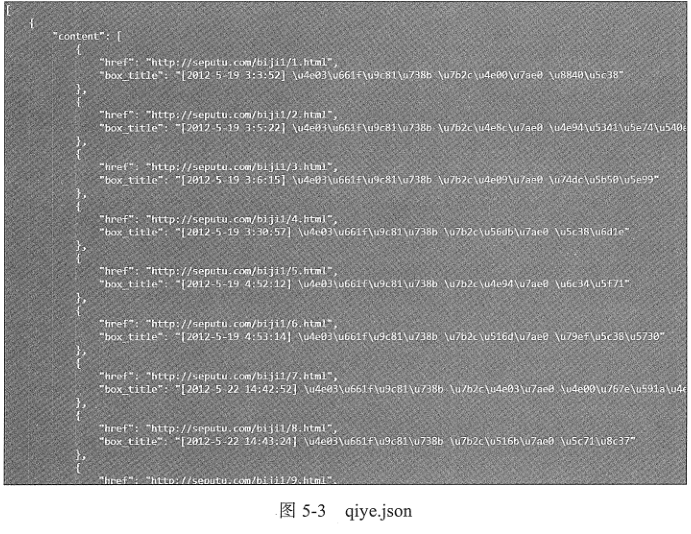 [
{
"content": [
{
"href": "http://seputu.com/biji1/1.html",
"box_title": "[2012-5-19 3:3:52] \u4e03\u661f\u9c81\u738b \u7b2c\u4e00\u7ae0 \u8840\u5c38"
},
{
"href": "http://seputu.com/biji1/2.html",
"box_title": "[2012-5-19 3:5:22] \u4e03\u661f\u9c81\u738b \u7b2c\u4e8c\u7ae0 \u4e94\u5341\u5e74\u540e
},
{
"href": "http://seputu.com/biji1/3.html",
"box_title": "[2012-5-19 3:6:15] \u4e03\u661f\u9c81\u738b \u7b2c\u4e09\u7ae0 \u74dc\u5b50\u5e99"
},
{
"href": "http://seputu.com/biji1/4.html",
"box_title": "[2012-5-19 3:30:57] \u4e03\u661f\u9c81\u738b \u7b2c\u56db\u7ae0 \u5c38\u6d1e"
},
{
"href": "http://seputu.com/biji1/5.html",
"box_title": "[2012-5-19 4:52:12] \u4e03\u661f\u9c81\u738b \u7b2c\u4e94\u7ae0 \u6c34\u5f71"
},
{
"href": "http://seputu.com/biji1/6.html",
"box_title": "[2012-5-19 4:53:14] \u4e03\u661f\u9c81\u738b \u7b2c\u516d\u7ae0 \u79ef\u5c38\u5730"
},
{
"href": "http://seputu.com/biji1/7.html",
"box_title": "[2012-5-22 14:42:52] \u4e03\u661f\u9c81\u738b \u7b2c\u4e03\u7ae0 \u4e00\u767e\u591a\u4e
},
{
"href": "http://seputu.com/biji1/8.html",
"box_title": "[2012-5-22 14:43:24] \u4e03\u661f\u9c81\u738b \u7b2c\u516b\u7ae0 \u5c71\u8c37"
},
{
"href": "http://seputu.com/biji1/9.html",
图 5-3 qiye.json